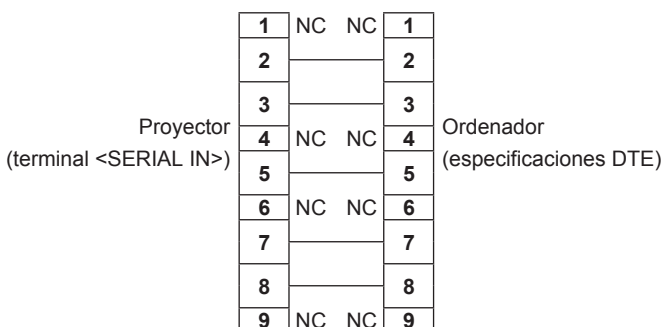 1 NC NC 1
2 2
3 3
Proyector
(terminal <SERIAL IN>)
4 NC NC 4
Ordenador
(especificaciones DTE)
5 5
6 NC NC 6
7 7
8 8
9 NC NC 9